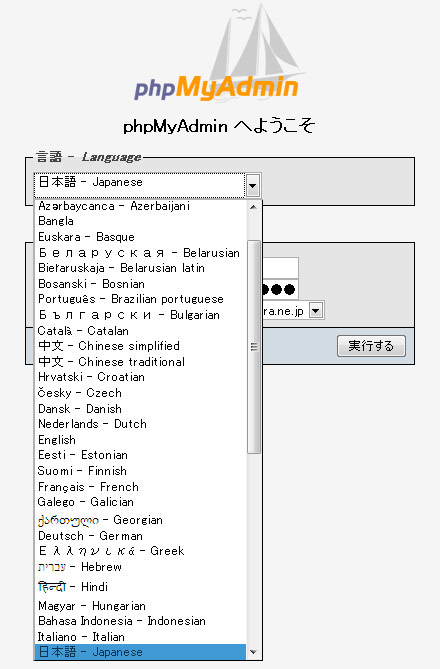 phpMyAdmin
phpMyAdmin へようこそ
言語 - Language
日本語 - Japanese
Azərbaycanca - Azerbaijani
Bangla
Euskara - Basque
Беларуская - Belarusian
Biełaruskaja - Belarusian latin
Bosanski - Bosnian
Português - Brazilian portuguese
Български - Bulgarian
Català - Catalan
中文 - Chinese simplified
中文 - Chinese traditional
Hrvatski - Croatian
Česky - Czech
Dansk - Danish
Nederlands - Dutch
English
Eesti - Estonian
Suomi - Finnish
Français - French
Galego - Galician
ქართული - Georgian
Deutsch - German
Ελληνικά - Greek
עברית - Hebrew
हिन्दी - Hindi
Magyar - Hungarian
Bahasa Indonesia - Indonesian
Italiano - Italian
日本語 - Japanese
ra.ne.jp
実行する